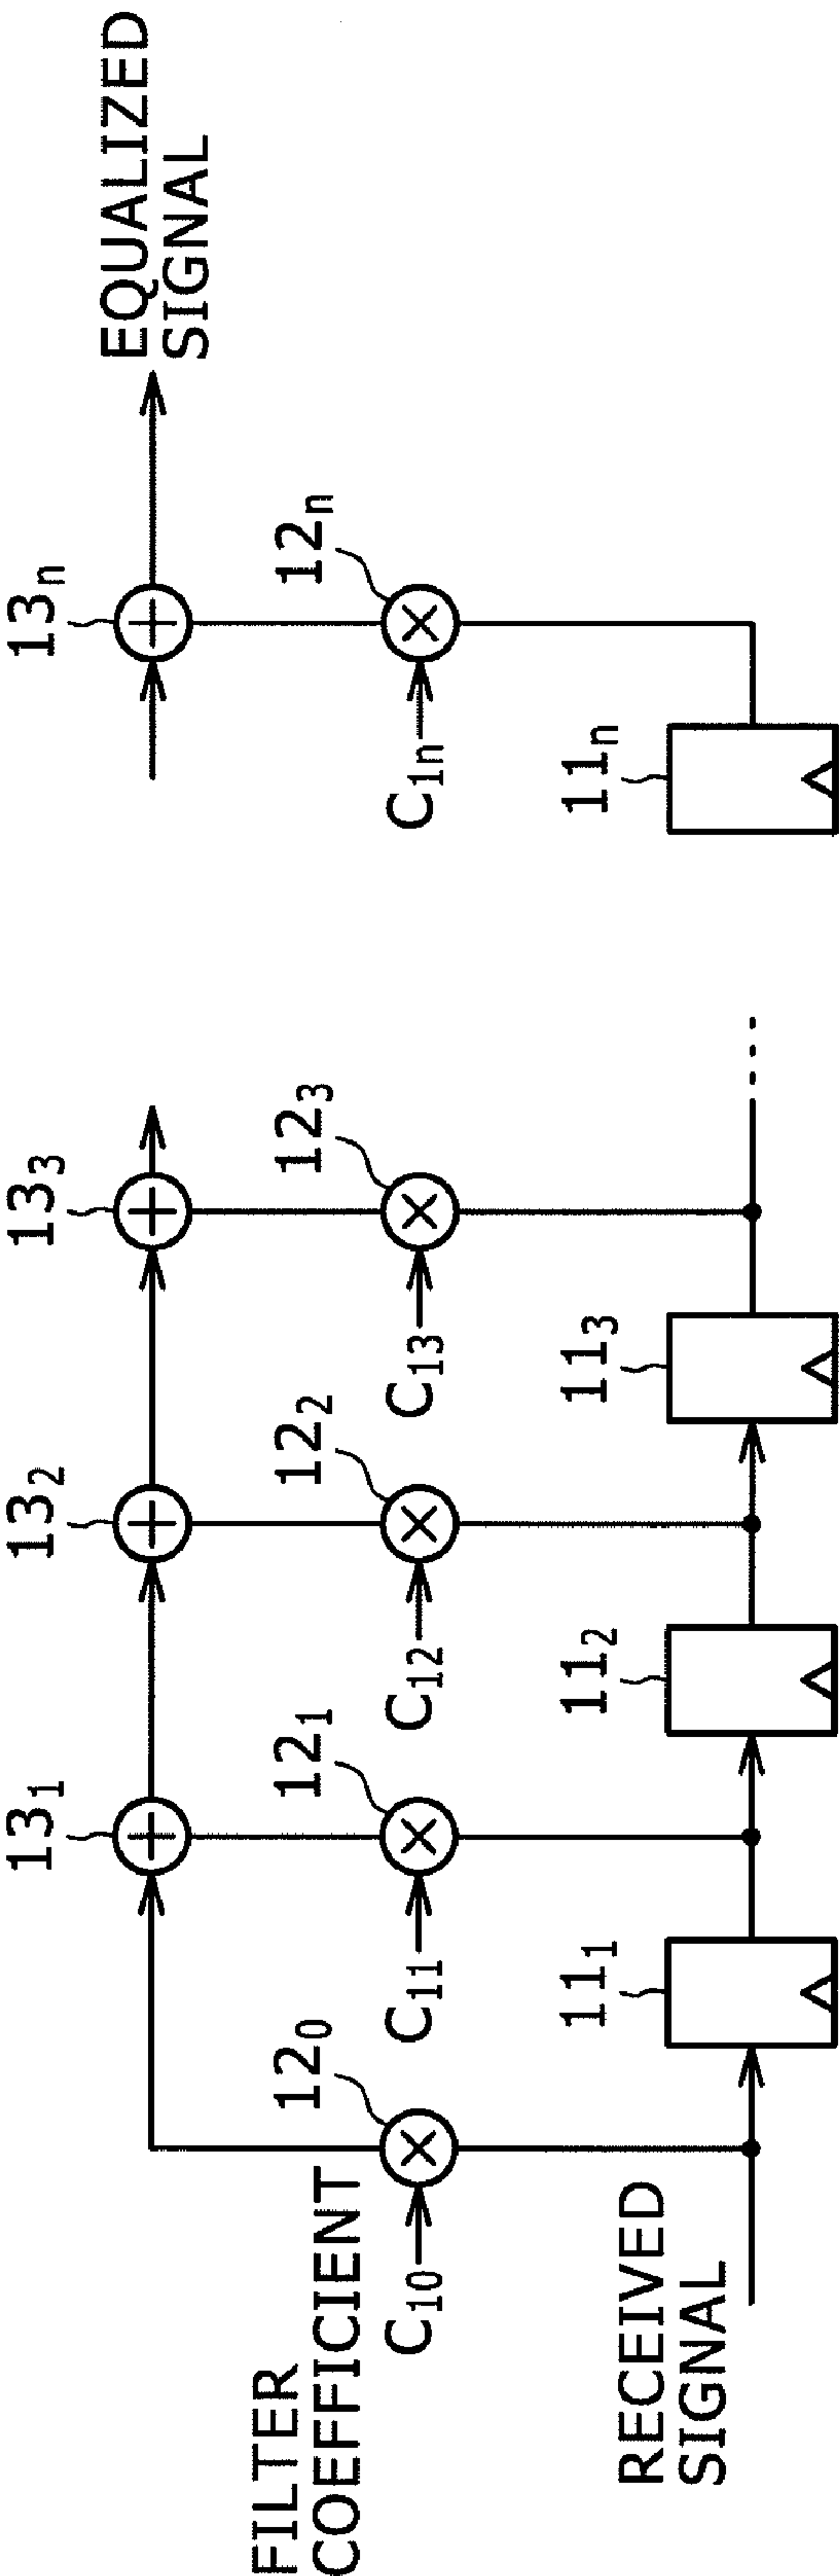 13₁
13₂
13₃
13ₙ
EQUALIZED
SIGNAL
FILTER
COEFFICIENT
12₀
12₁
12₂
12₃
12ₙ
C₁₀
C₁₁
C₁₂
C₁₃
C₁ₙ
11₁
11₂
11₃
11ₙ
RECEIVED
SIGNAL